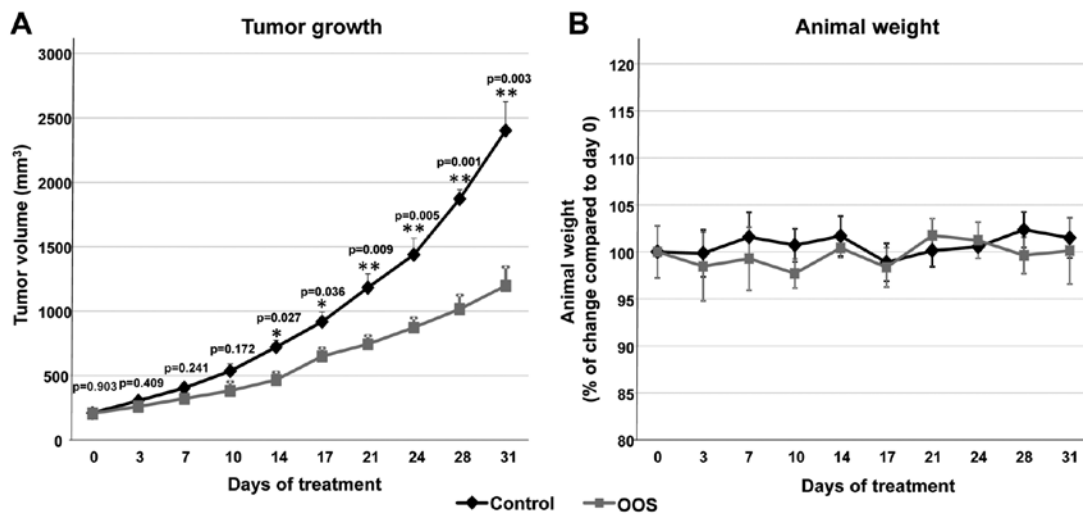 A
Tumor growth
Tumor volume (mm³)
3000
2500
2000
1500
1000
500
0
p=0.903
p=0.409
p=0.241
p=0.172
p=0.027
*
p=0.036
*
p=0.009
**
p=0.005
**
p=0.001
**
p=0.003
**
0 3 7 10 14 17 21 24 28 31
Days of treatment
B
Animal weight
Animal weight
(% of change compared to day 0)
120
115
110
105
100
95
90
85
80
0 3 7 10 14 17 21 24 28 31
Days of treatment
Control OOS